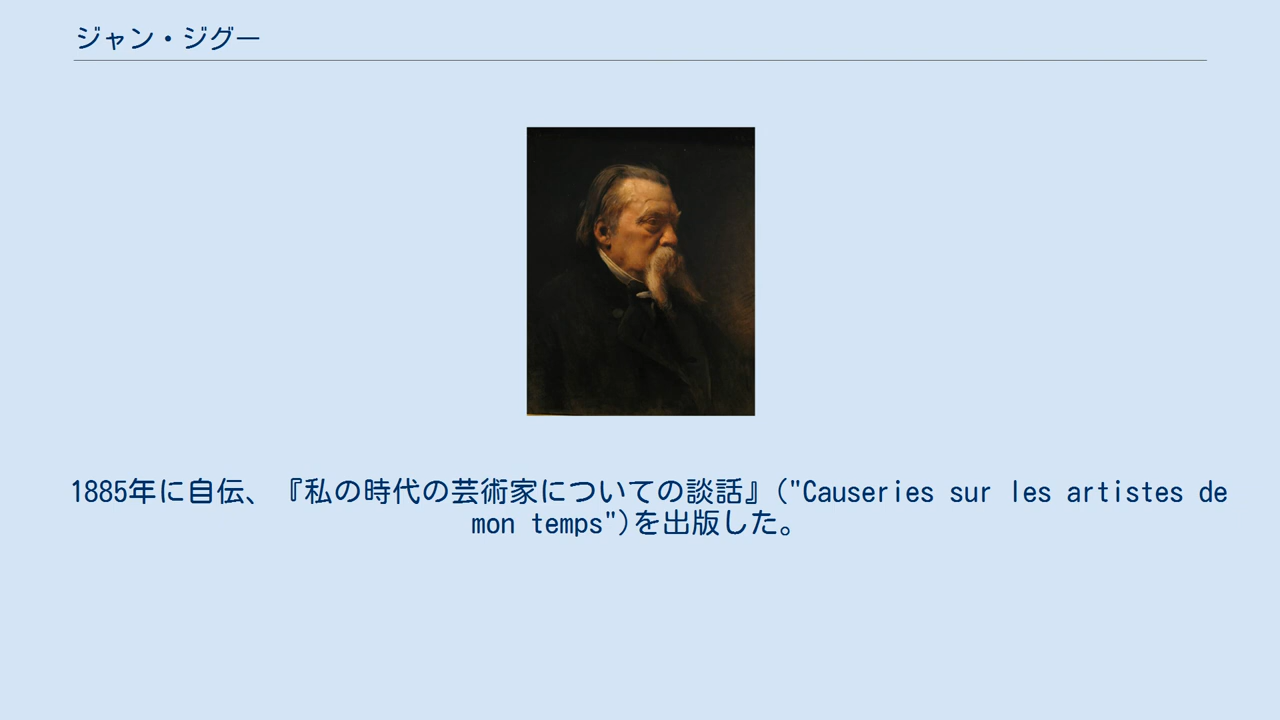 ジャン・ジグー
1885年に自伝、『私の時代の芸術家についての談話』("Causeries sur les artistes de
mon temps")を出版した。